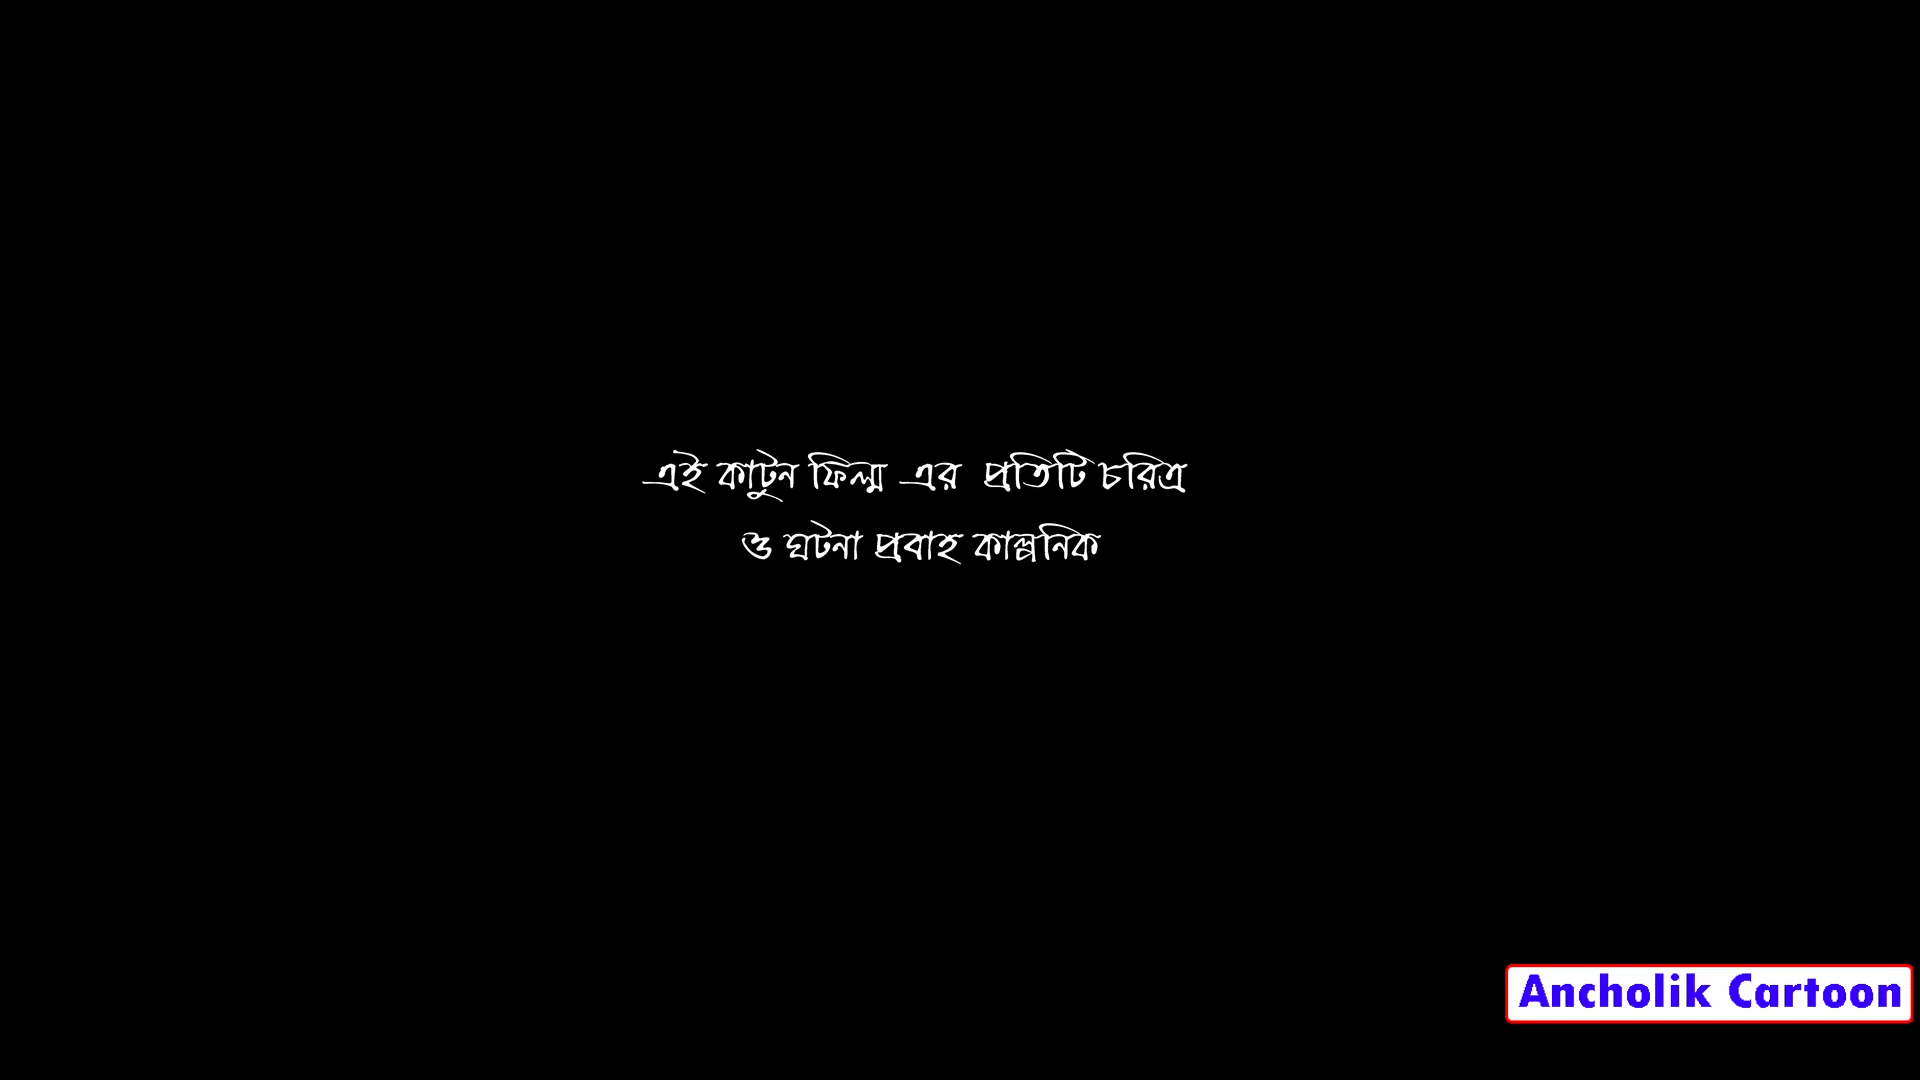 এই কাটুন ফিল্ম এর প্রতিটি চরিত্র
ও ঘটনা প্রবাহ কাল্পনিক
Ancholik Cartoon